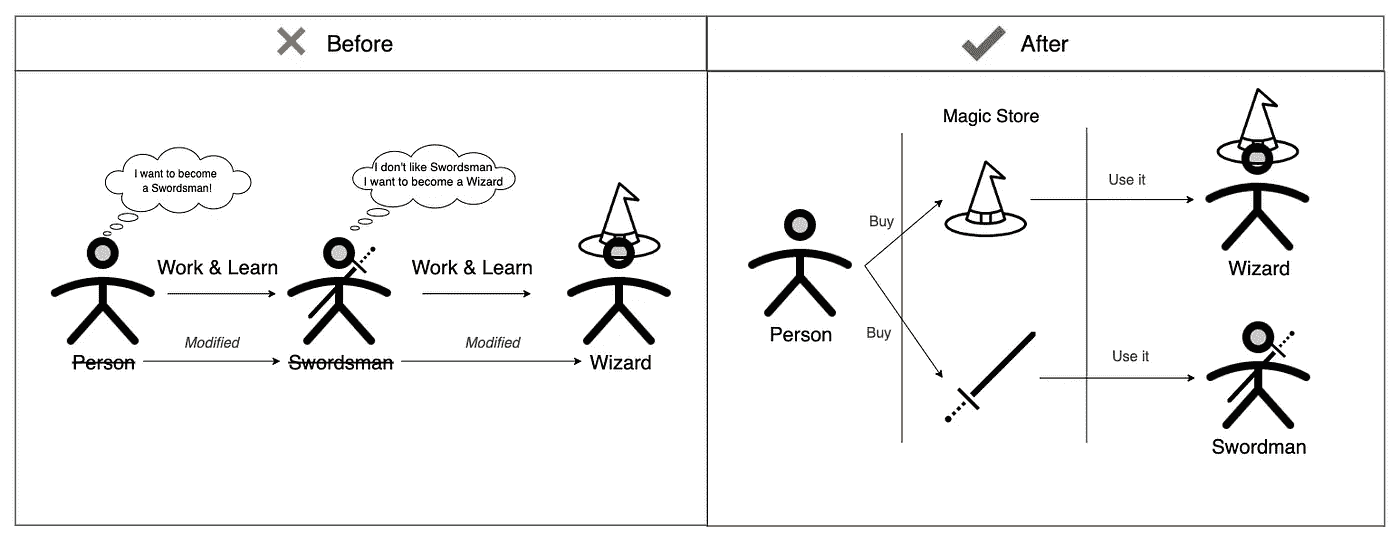 Before
I want to become
a Swordsman!
I don't like Swordsman
I want to become a Wizard
Work & Learn
Work & Learn
Modified
Modified
Person
Swordsman
Wizard
After
Magic Store
Buy
Buy
Use it
Use it
Person
Wizard
Swordman